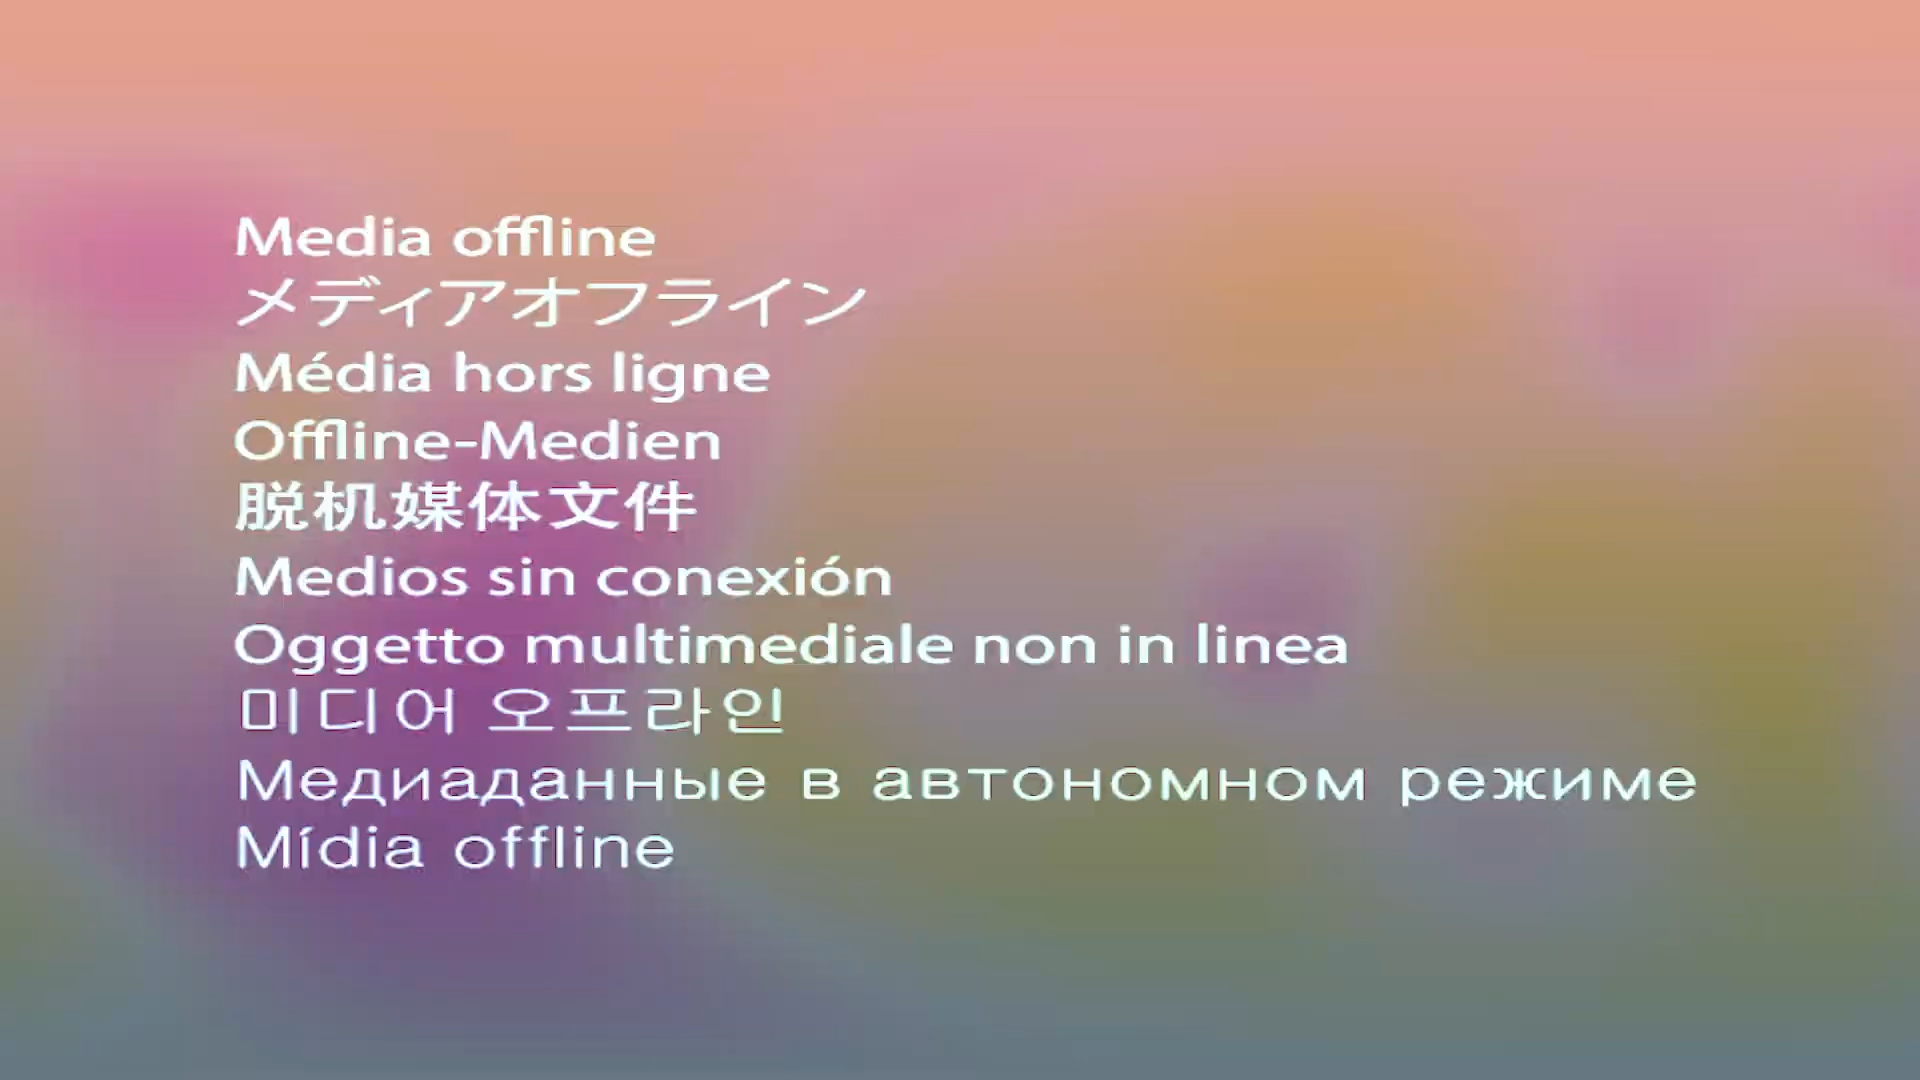 Media offline
メディアオフライン
Média hors ligne
Offline-Medien
脱机媒体文件
Medios sin conexión
Oggetto multimediale non in linea
미디어 오프라인
Медиаданные в автономном режиме
Mídia offline